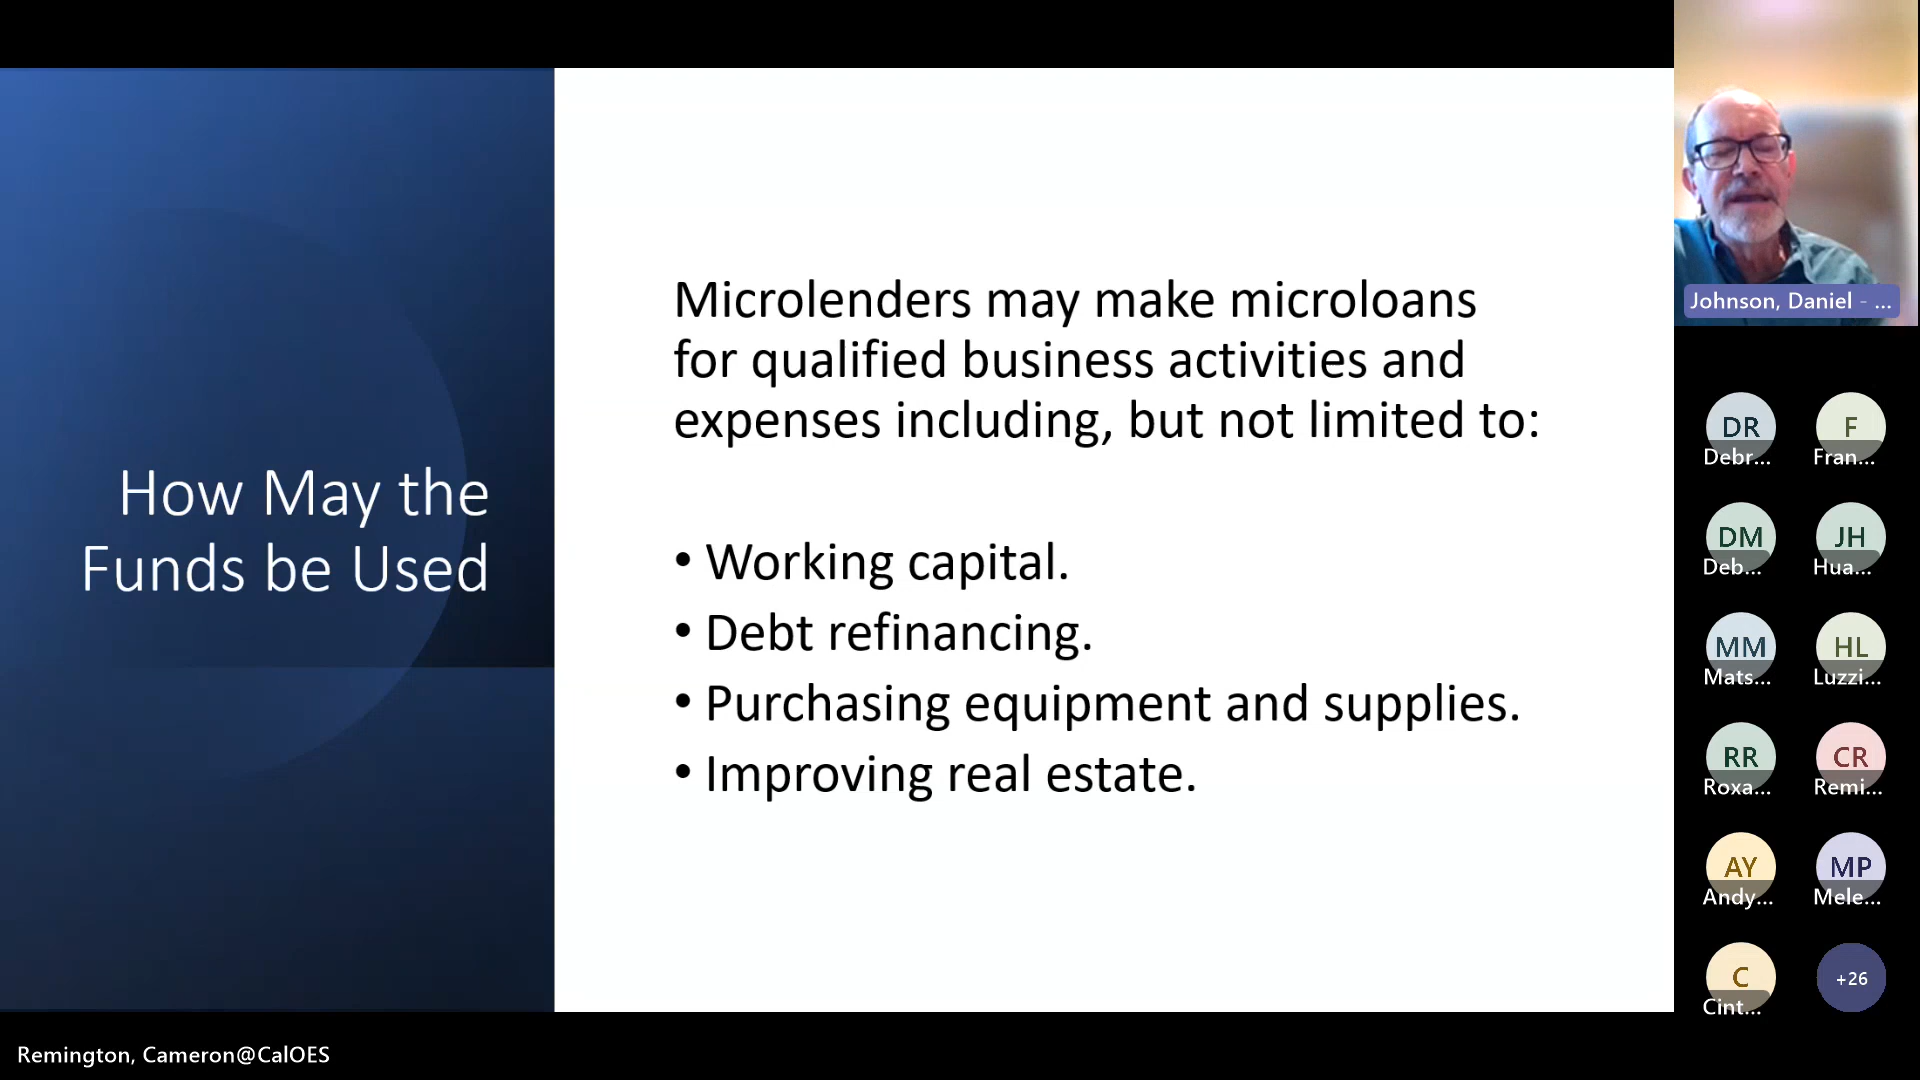 How May the
Funds be Used
Microlenders may make microloans
for qualified business activities and
expenses including, but not limited to:
• Working capital.
• Debt refinancing.
• Purchasing equipment and supplies.
• Improving real estate.
Johnson, Daniel - ...
DR
Debr...
F
Fran...
DM
Deb...
JH
Hua...
MM
Mats...
HL
Luzzi...
RR
Roxa...
CR
Remi...
AY
Andy...
MP
Mele...
C
Cint...
+26
Remington, Cameron@CalOES